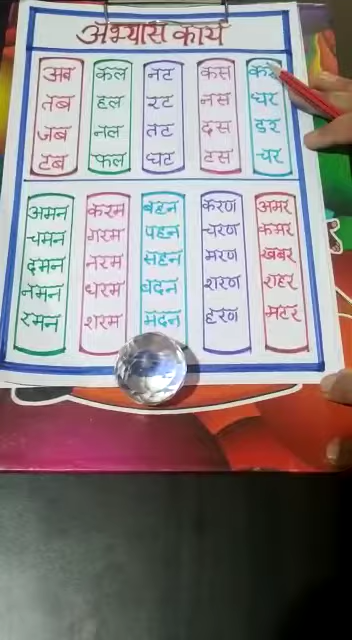 अभ्यास कार्य
अब कल नट कस कर
तब हल रट नस घर
जब नल तट दस डर
टब फल घट टस चर
अमन करम बहन करण अमर
चमन गरम पहन चरण कमर
दमन नरम सहन मरण खबर
नमन धरम बदन शरण शहर
रमन शरम मदन हरण मटर